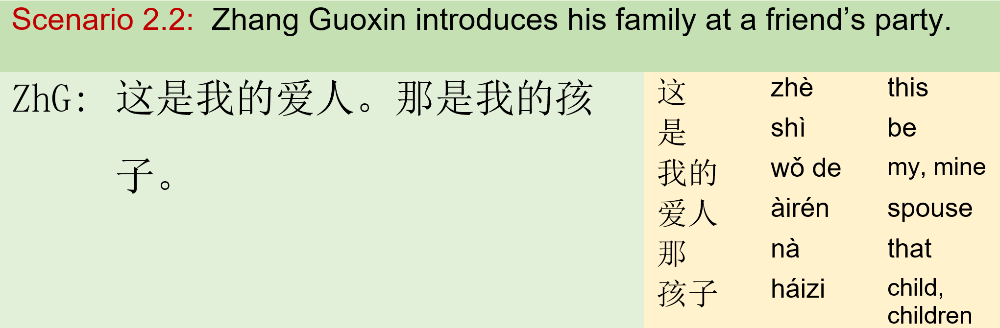 Scenario 2.2: Zhang Guoxin introduces his family at a friend’s party.
ZhG: 这是我的爱人。那是我的孩
子。
这 zhè this
是 shì be
我的 wǒ de my, mine
爱人 àirén spouse
那 nà that
孩子 háizi child,
children